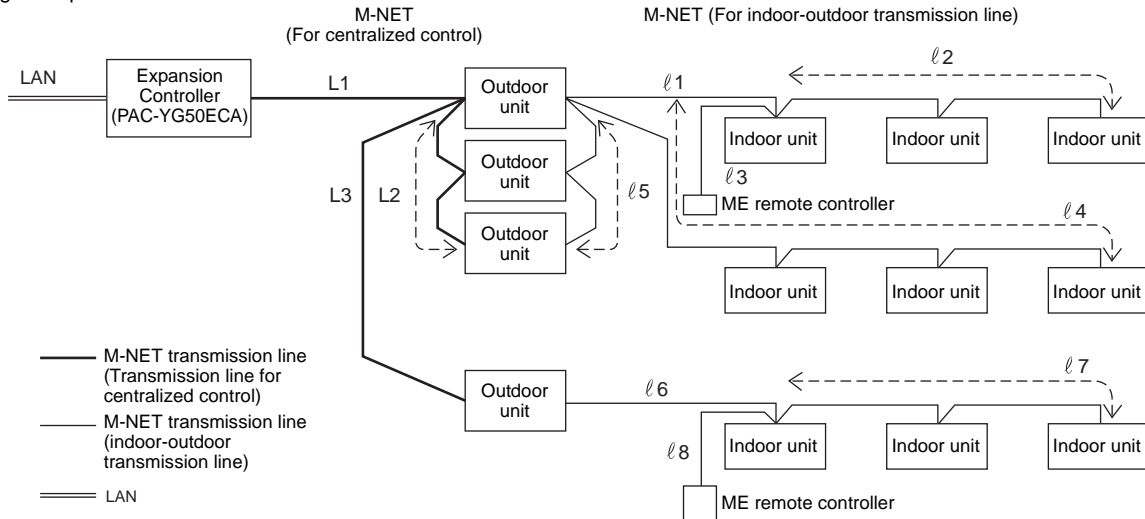 M-NET
(For centralized control)
M-NET (For indoor-outdoor transmission line)
LAN
Expansion
Controller
(PAC-YG50ECA)
L1
Outdoor
unit
ℓ1
ℓ2
Indoor unit
Indoor unit
Indoor unit
L3
L2
Outdoor
unit
ℓ5
ℓ3
ME remote controller
ℓ4
Outdoor
unit
Indoor unit
Indoor unit
Indoor unit
M-NET transmission line
(Transmission line for
centralized control)
M-NET transmission line
(indoor-outdoor
transmission line)
LAN
Outdoor
unit
ℓ6
ℓ7
Indoor unit
Indoor unit
Indoor unit
ℓ8
ME remote controller